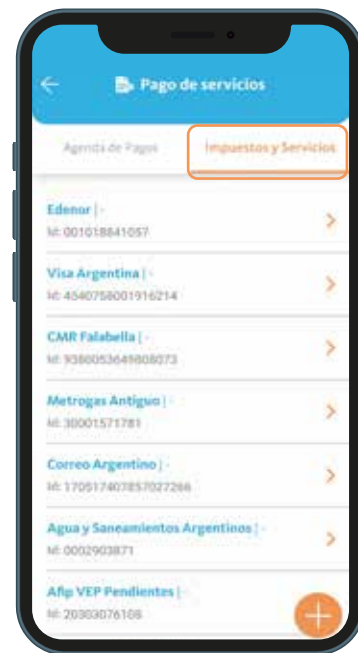 Pago de servicios
Agenda de Pagos
Impuestos y Servicios
Edenor | -
Id: 001018841057
Visa Argentina | -
Id: 4540758001916214
CMR Falabella | -
Id: 9386053649808073
Metrogas Antiguo | -
Id: 30001571781
Correo Argentino | -
Id: 170517407857027266
Agua y Saneamientos Argentinos | -
Id: 0002903871
Afip VEP Pendientes | -
Id: 20303076108